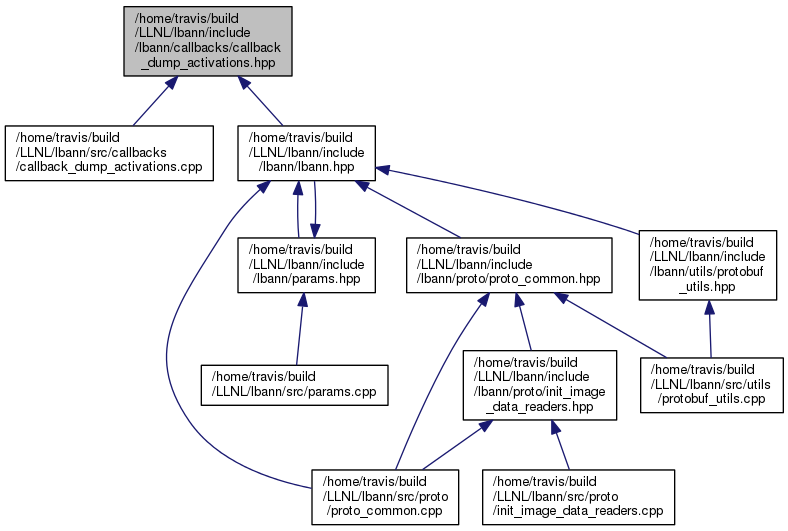 /home/travis/build
/LLNL/lbann/include
/lbann/callbacks/callback
_dump_activations.hpp
/home/travis/build
/LLNL/lbann/src/callbacks
/callback_dump_activations.cpp
/home/travis/build
/LLNL/lbann/include
/lbann/lbann.hpp
/home/travis/build
/LLNL/lbann/include
/lbann/params.hpp
/home/travis/build
/LLNL/lbann/include
/lbann/proto/proto_common.hpp
/home/travis/build
/LLNL/lbann/include
/lbann/utils/protobuf
_utils.hpp
/home/travis/build
/LLNL/lbann/src/params.cpp
/home/travis/build
/LLNL/lbann/include
/lbann/proto/init_image
_data_readers.hpp
/home/travis/build
/LLNL/lbann/src/utils
/protobuf_utils.cpp
/home/travis/build
/LLNL/lbann/src/proto
/proto_common.cpp
/home/travis/build
/LLNL/lbann/src/proto
/init_image_data_readers.cpp